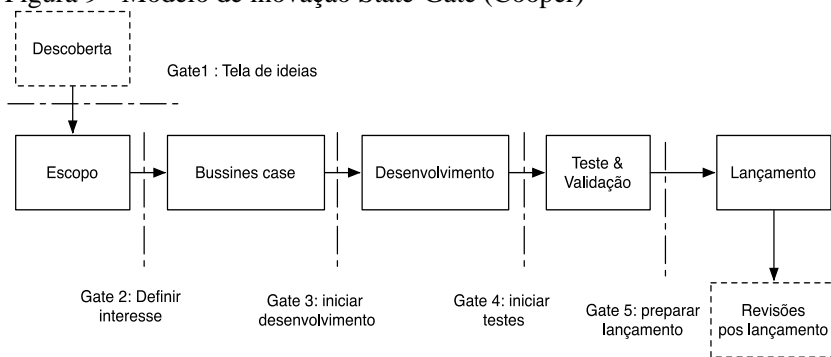 Figura 9 - Modelo de inovação State-Gate (Cooper)
Descoberta
Gate1 : Tela de ideias
Escopo
Bussines case
Desenvolvimento
Teste &
Validação
Lançamento
Gate 2: Definir
interesse
Gate 3: iniciar
desenvolvimento
Gate 4: iniciar
testes
Gate 5: preparar
lançamento
Revisões
pos lançamento